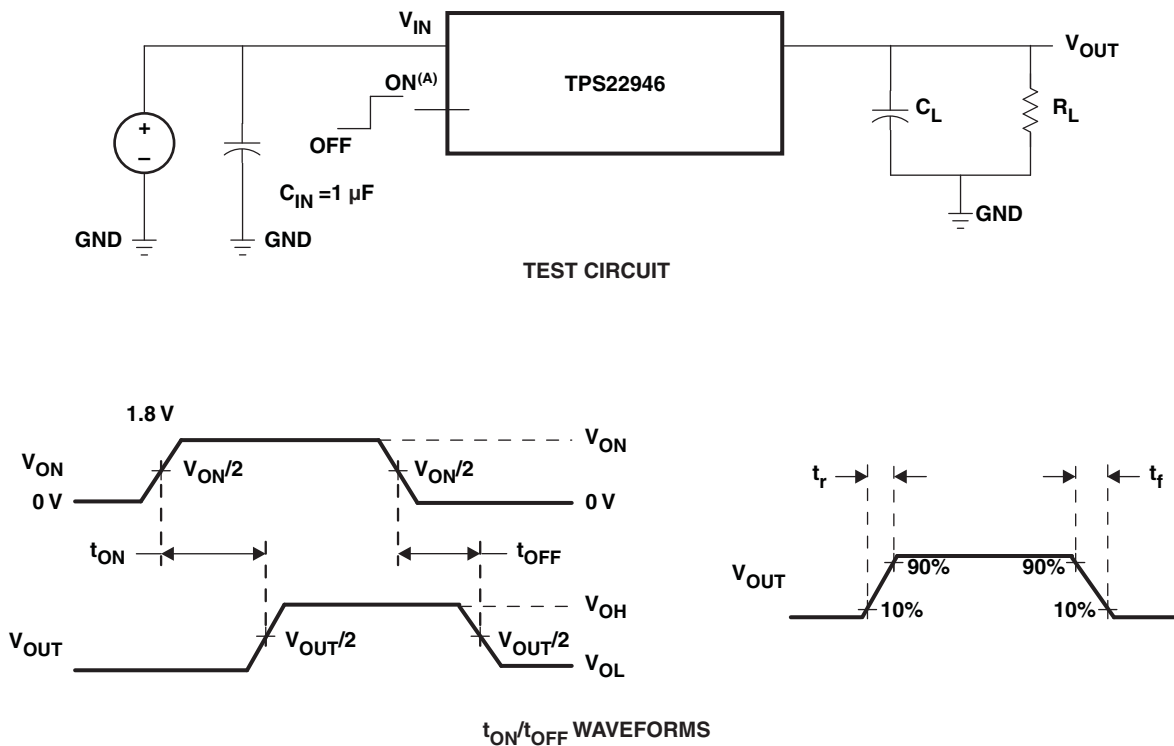 V_IN
ON(A)
TPS22946
V_OUT
+
–
OFF
C_L
R_L
C_IN =1 µF
GND
GND
GND
TEST CIRCUIT
1.8 V
V_ON
V_ON
V_ON/2
V_ON/2
0 V
0 V
t_ON
t_OFF
V_OH
V_OUT
V_OUT/2
V_OUT/2
V_OL
t_r
t_f
V_OUT
90%
90%
10%
10%
t_ON/t_OFF WAVEFORMS